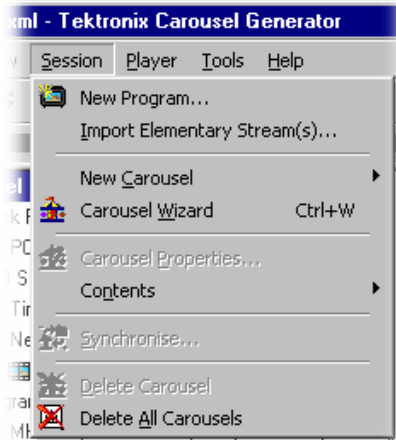 xml - Tektronix Carousel Generator
Session Player Tools Help
New Program...
Import Elementary Stream(s)...
New Carousel
Carousel Wizard Ctrl+W
Carousel Properties...
Contents
Synchronise...
Delete Carousel
Delete All Carousels